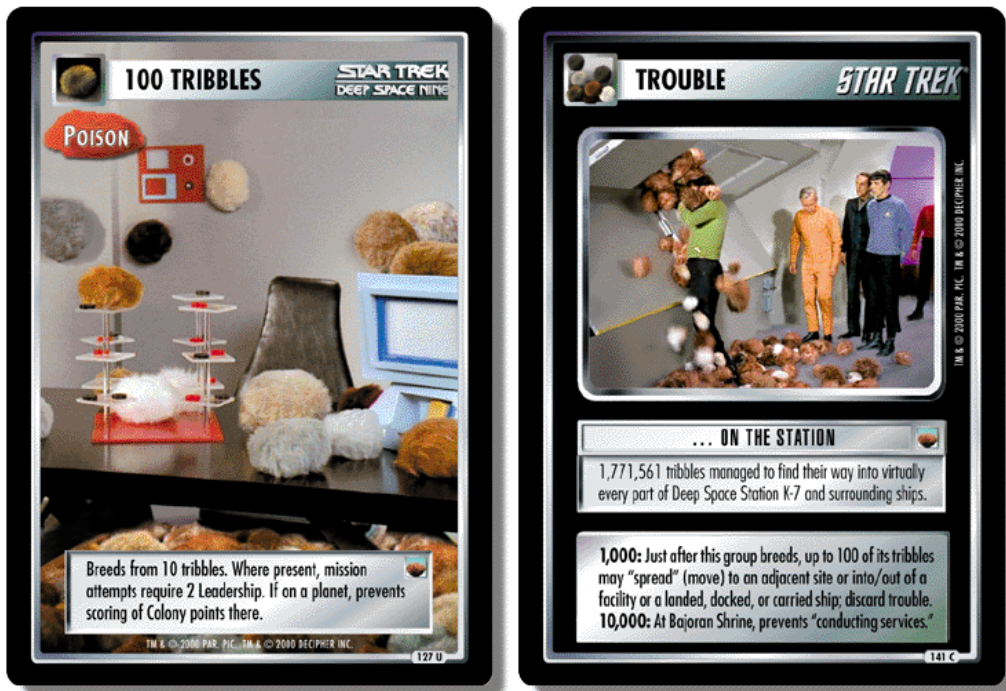 100 TRIBBLES
STAR TREK
DEEP SPACE NINE
POISON
Breeds from 10 tribbles. Where present, mission
attempts require 2 Leadership. If on a planet, prevents
scoring of Colony points there.
TM & © 2000 PAR. PIC. TM & © 2000 DECIPHER INC.
127 U
TROUBLE
STAR TREK
TM & © 2000 PAR. PIC. TM & © 2000 DECIPHER INC.
... ON THE STATION
1,771,561 tribbles managed to find their way into virtually
every part of Deep Space Station K-7 and surrounding ships.
1,000: Just after this group breeds, up to 100 of its tribbles
may "spread" (move) to an adjacent site or into/out of a
facility or a landed, docked, or carried ship; discard trouble.
10,000: At Bajoran Shrine, prevents "conducting services."
141 C